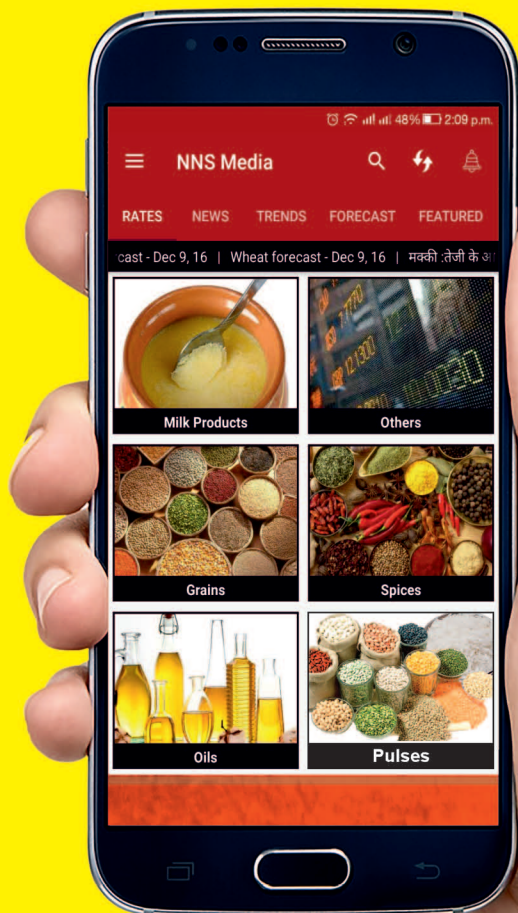 48% 2:09 p.m.
NNS Media
RATES NEWS TRENDS FORECAST FEATURED
cast - Dec 9, 16 | Wheat forecast - Dec 9, 16 | मक्की :तेजी के
Milk Products Others
Grains Spices
Oils Pulses